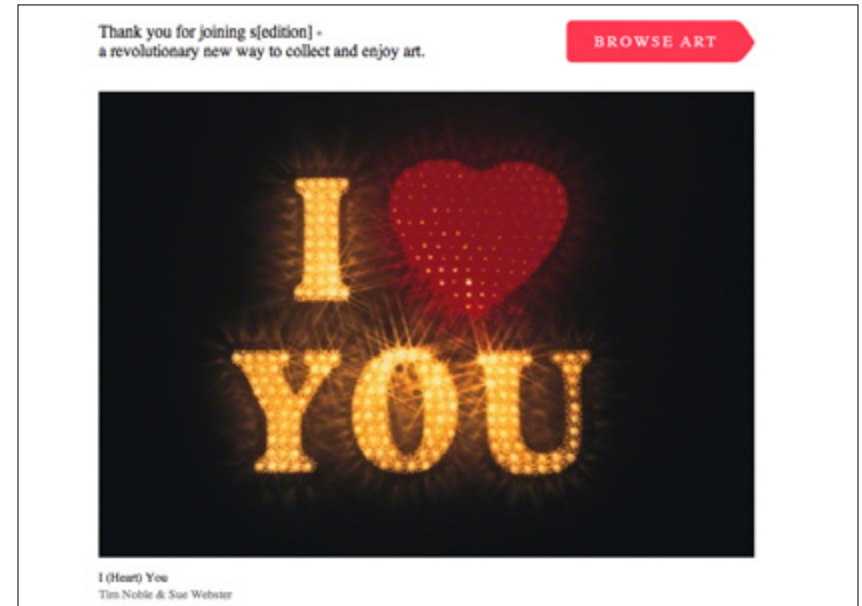 Thank you for joining s[edition] -
a revolutionary new way to collect and enjoy art.
BROWSE ART
I
YOU
I (Heart) You
Tim Noble & Sue Webster